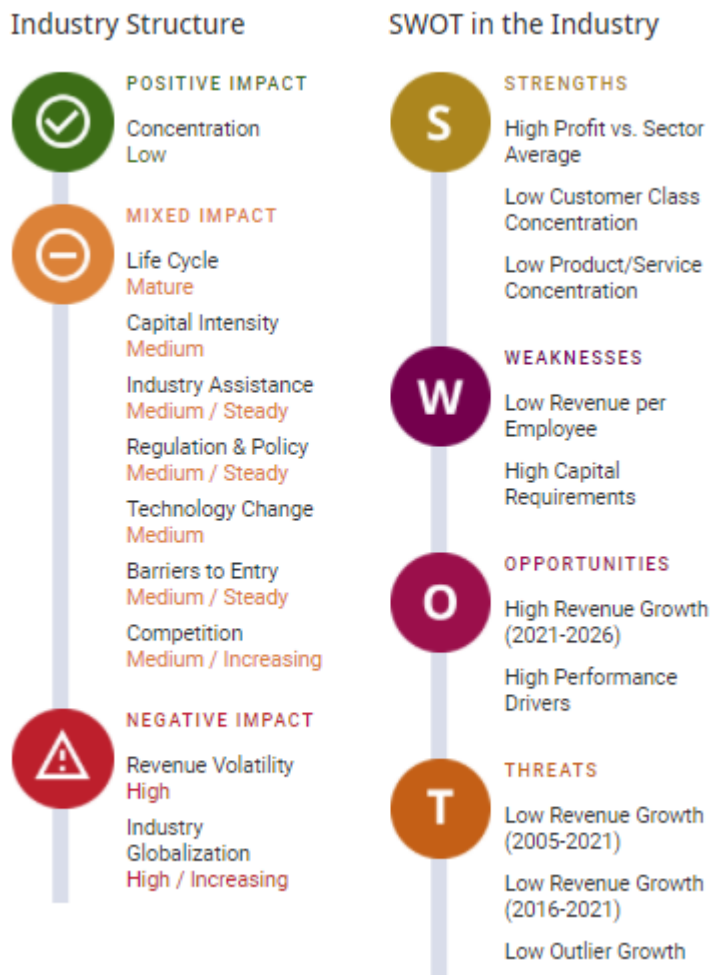 Industry Structure
POSITIVE IMPACT
Concentration
Low
MIXED IMPACT
Life Cycle
Mature
Capital Intensity
Medium
Industry Assistance
Medium / Steady
Regulation & Policy
Medium / Steady
Technology Change
Medium
Barriers to Entry
Medium / Steady
Competition
Medium / Increasing
NEGATIVE IMPACT
Revenue Volatility
High
Industry
Globalization
High / Increasing
SWOT in the Industry
S
STRENGTHS
High Profit vs. Sector
Average
Low Customer Class
Concentration
Low Product/Service
Concentration
W
WEAKNESSES
Low Revenue per
Employee
High Capital
Requirements
O
OPPORTUNITIES
High Revenue Growth
(2021-2026)
High Performance
Drivers
T
THREATS
Low Revenue Growth
(2005-2021)
Low Revenue Growth
(2016-2021)
Low Outlier Growth